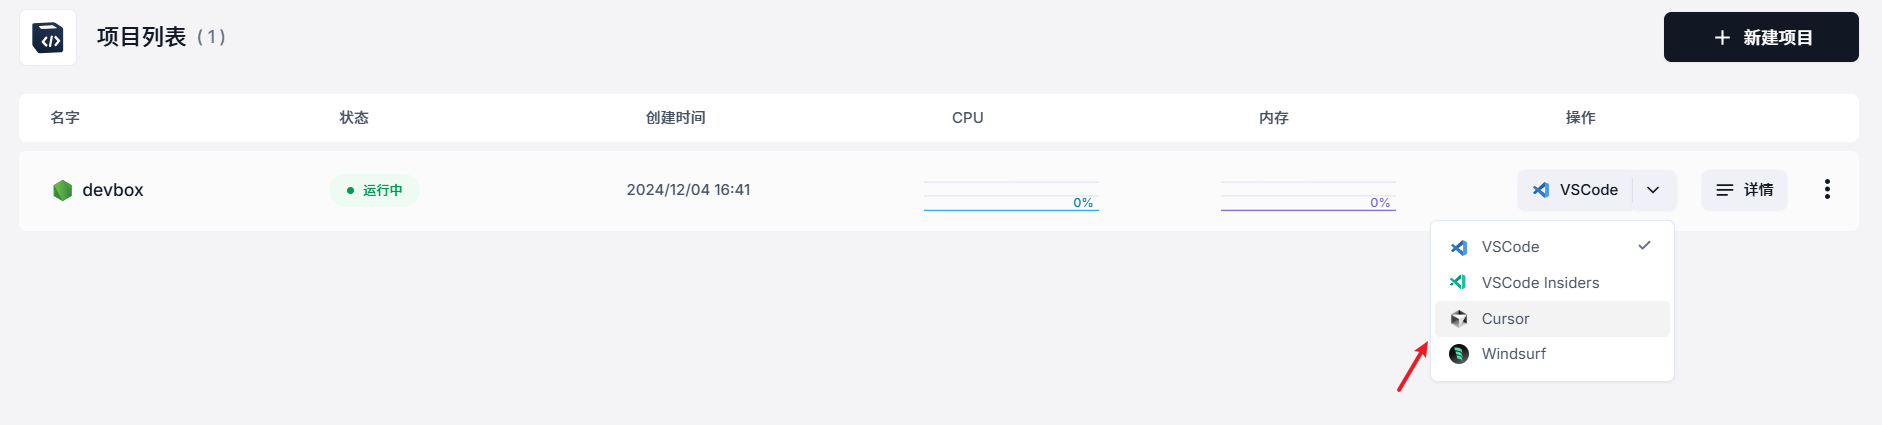 项目列表 ( 1 )
+ 新建项目
名字 状态 创建时间 CPU 内存 操作
devbox 运行中 2024/12/04 16:41 0% 0% VSCode 详情
VSCode
VSCode Insiders
Cursor
Windsurf